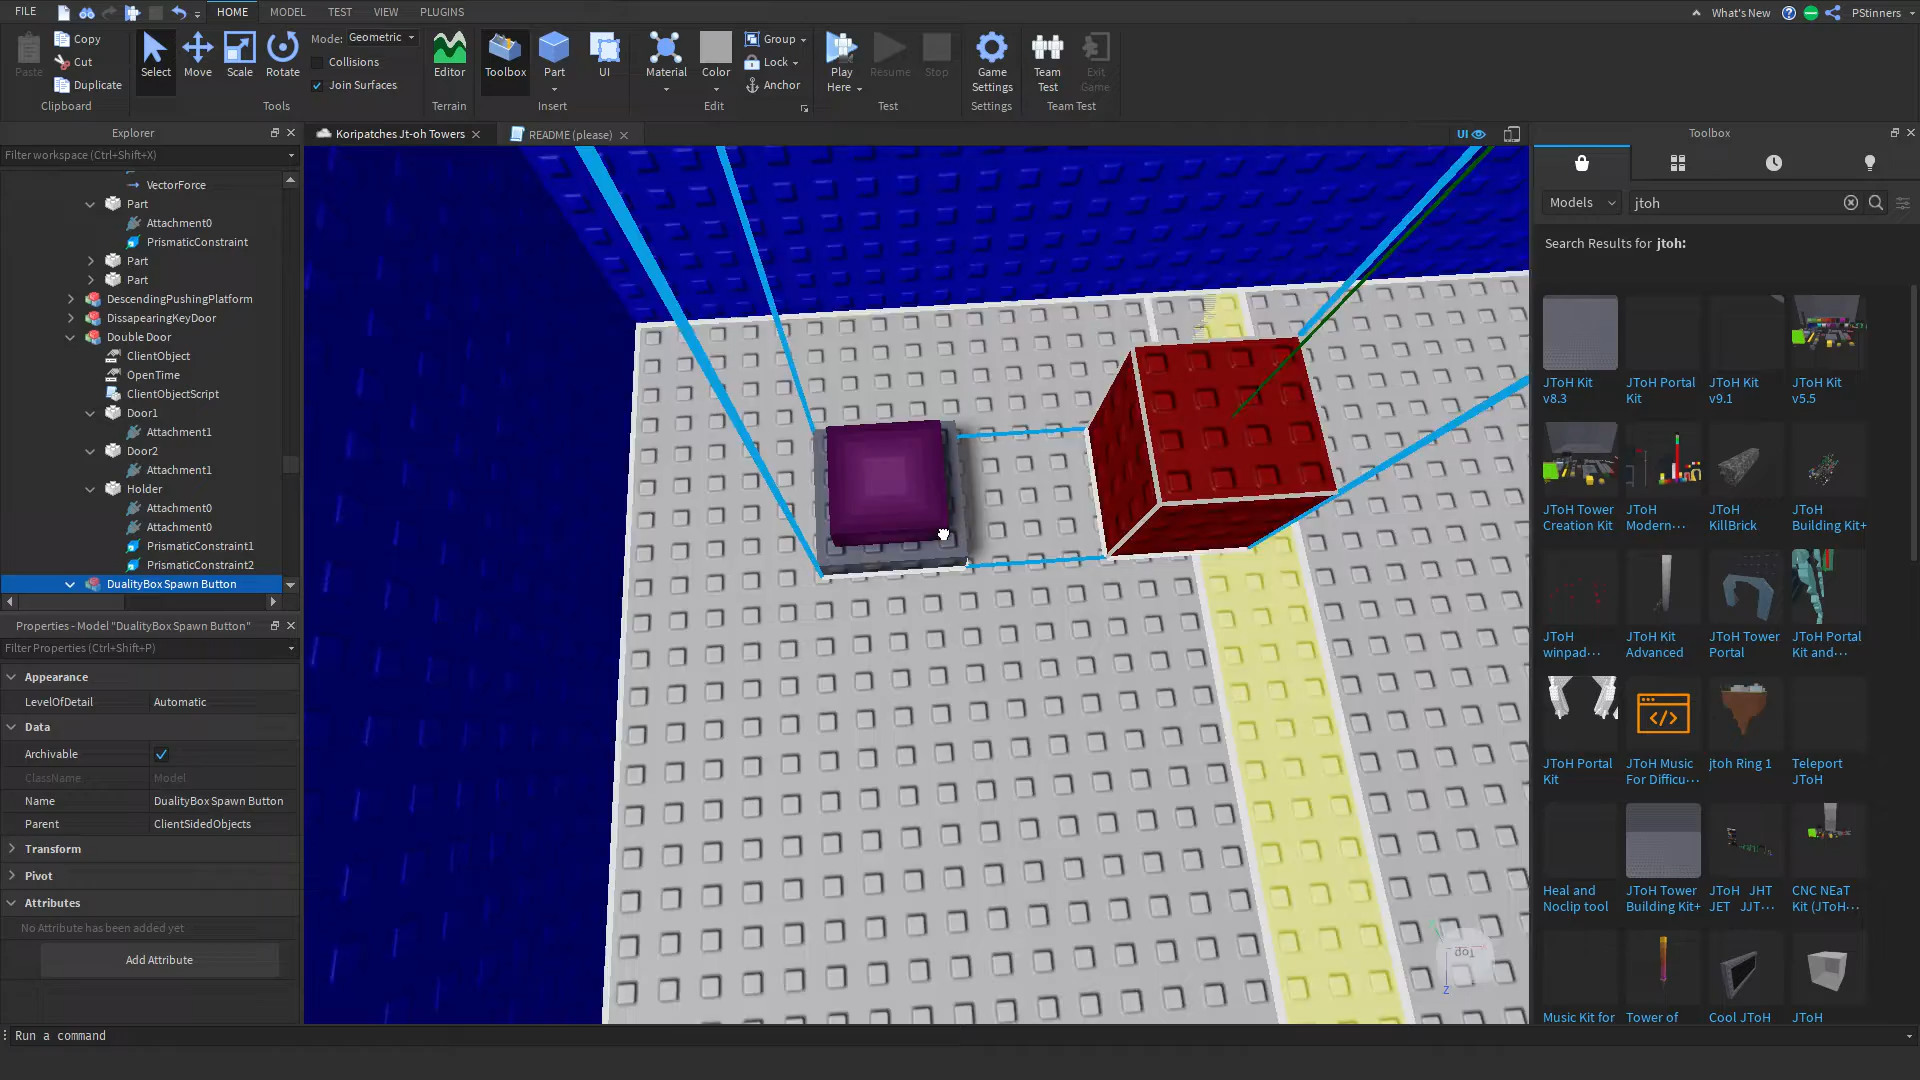 FILE
HOME
MODEL
TEST
VIEW
PLUGINS
What's New
PStinners
Paste
Copy
Cut
Duplicate
Clipboard
Select
Move
Scale
Rotate
Mode: Geometric
Collisions
Join Surfaces
Tools
Editor
Terrain
Toolbox
Part
UI
Insert
Material
Color
Group
Lock
Anchor
Edit
Play
Here
Resume
Stop
Test
Game
Settings
Settings
Team
Test
Exit
Game
Team Test
Explorer
Filter workspace (Ctrl+Shift+X)
VectorForce
Part
Attachment0
PrismaticConstraint
Part
Part
DescendingPushingPlatform
DissapearingKeyDoor
Double Door
ClientObject
OpenTime
ClientObjectScript
Door1
Attachment1
Door2
Attachment1
Holder
Attachment0
Attachment0
PrismaticConstraint1
PrismaticConstraint2
DualityBox Spawn Button
Properties - Model "DualityBox Spawn Button"
Filter Properties (Ctrl+Shift+P)
Appearance
LevelOfDetail Automatic
Data
Archivable
ClassName Model
Name DualityBox Spawn Button
Parent ClientSidedObjects
Transform
Pivot
Attributes
No Attribute has been added yet
Add Attribute
Run a command
Koripatches Jt-oh Towers
README (please)
UI
Top
Z
Toolbox
Models
jtoh
Search Results for jtoh:
JToH Kit
v8.3
JToH Portal
Kit
JToH Kit
v9.1
JToH Kit
v5.5
JToH Tower
Creation Kit
JToH
Modern···
JToH
KillBrick
JToH
Building Kit+
JToH
winpad···
JToH Kit
Advanced
JToH Tower
Portal
JToH Portal
Kit and···
JToH Portal
Kit
JToH Music
For Difficu···
jtoh Ring 1
Teleport
JToH
Heal and
Noclip tool
JToH Tower
Building Kit+
JToH JHT
JET JJT···
CNC NEaT
Kit (JToH···
Music Kit for
Tower of
Cool JToH
JToH